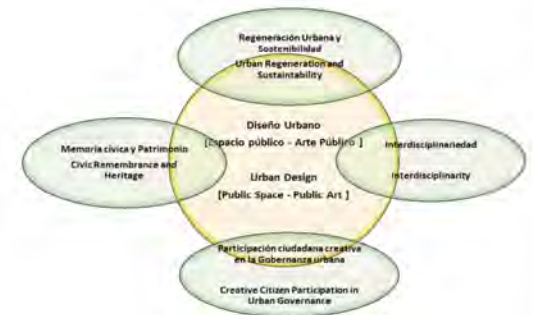 Regeneración Urbana y
Sostenibilidad
Urban Regeneration and
Sustaintability
Diseño Urbano
[Espacio público - Arte Público ]
Urban Design
[Public Space - Public Art ]
Memoria cívica y Patrimonio
Civic Remembrance and
Heritage
Interdisciplinariedad
Interdisciplinarity
Participación ciudadana creativa
en la Gobernanza urbana
Creative Citizen Participation in
Urban Governance